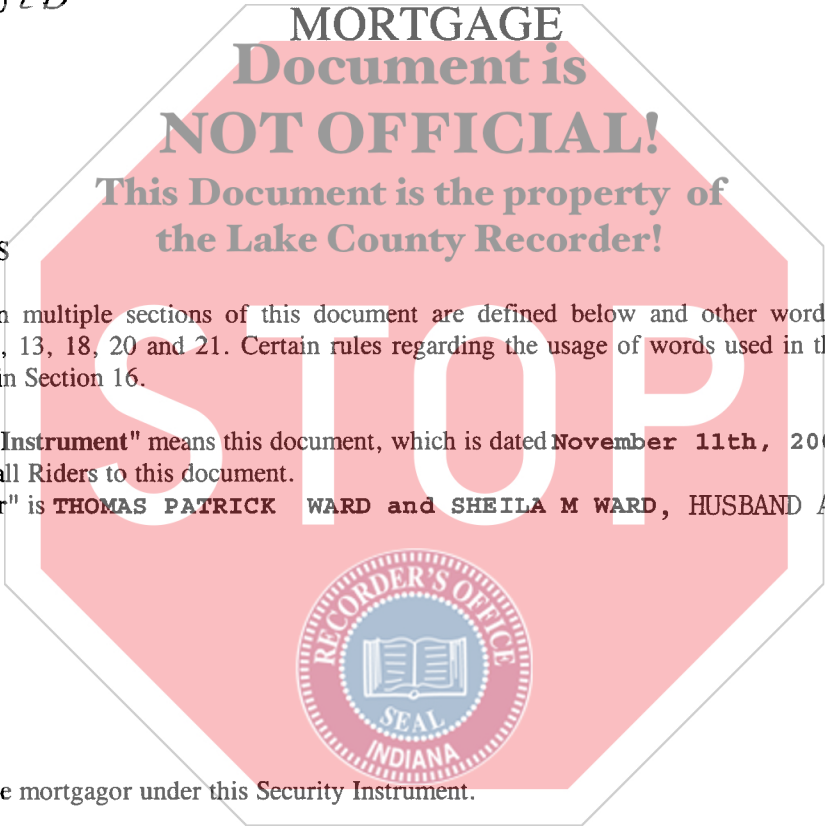 MORTGAGE
Document is
NOT OFFICIAL!
This Document is the property of
the Lake County Recorder!
S
n multiple sections of this document are defined below and other word
, 13, 18, 20 and 21. Certain rules regarding the usage of words used in th
in Section 16.
STOP
Instrument" means this document, which is dated November 11th, 200
all Riders to this document.
r" is THOMAS PATRICK WARD and SHEILA M WARD, HUSBAND A
RECORDER'S OFFICE
SEAL
INDIANA
e mortgagor under this Security Instrument.